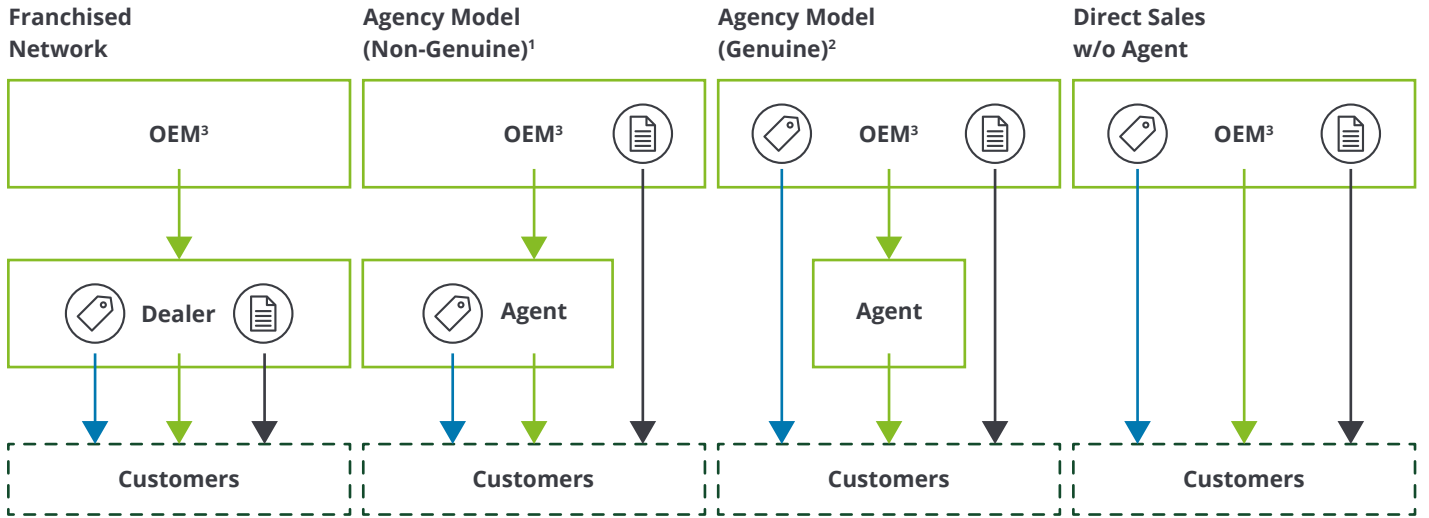 Franchised
Network
Agency Model
(Non-Genuine)¹
Agency Model
(Genuine)²
Direct Sales
w/o Agent
OEM³
OEM³
OEM³
OEM³
Dealer
Agent
Agent
Customers
Customers
Customers
Customers